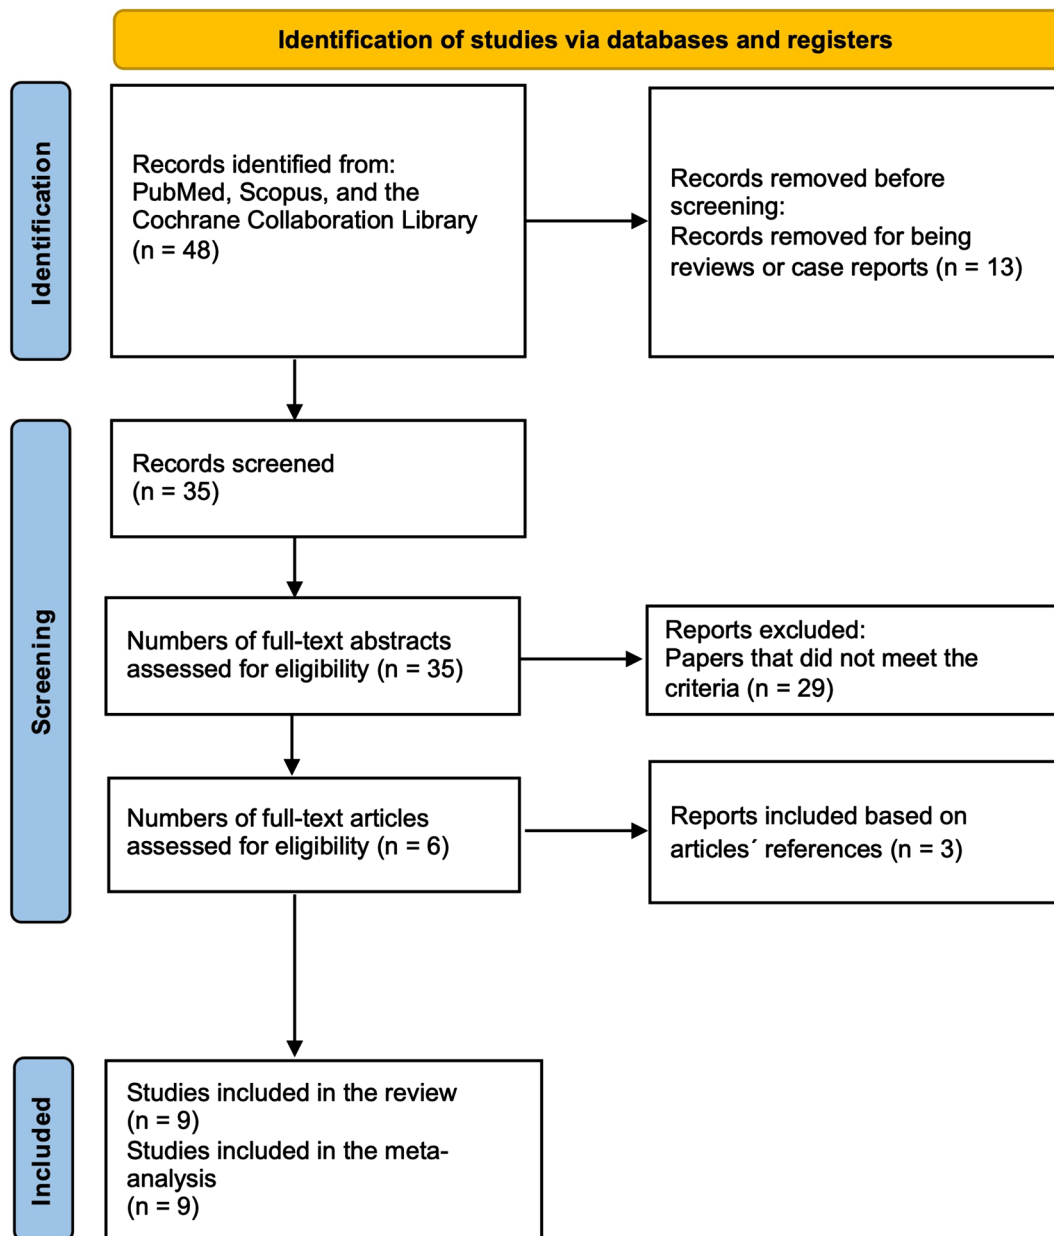 Identification of studies via databases and registers
Identification
Records identified from:
PubMed, Scopus, and the
Cochrane Collaboration Library
(n = 48)
Records removed before
screening:
Records removed for being
reviews or case reports (n = 13)
Screening
Records screened
(n = 35)
Numbers of full-text abstracts
assessed for eligibility (n = 35)
Reports excluded:
Papers that did not meet the
criteria (n = 29)
Numbers of full-text articles
assessed for eligibility (n = 6)
Reports included based on
articles´ references (n = 3)
Included
Studies included in the review
(n = 9)
Studies included in the meta-
analysis
(n = 9)